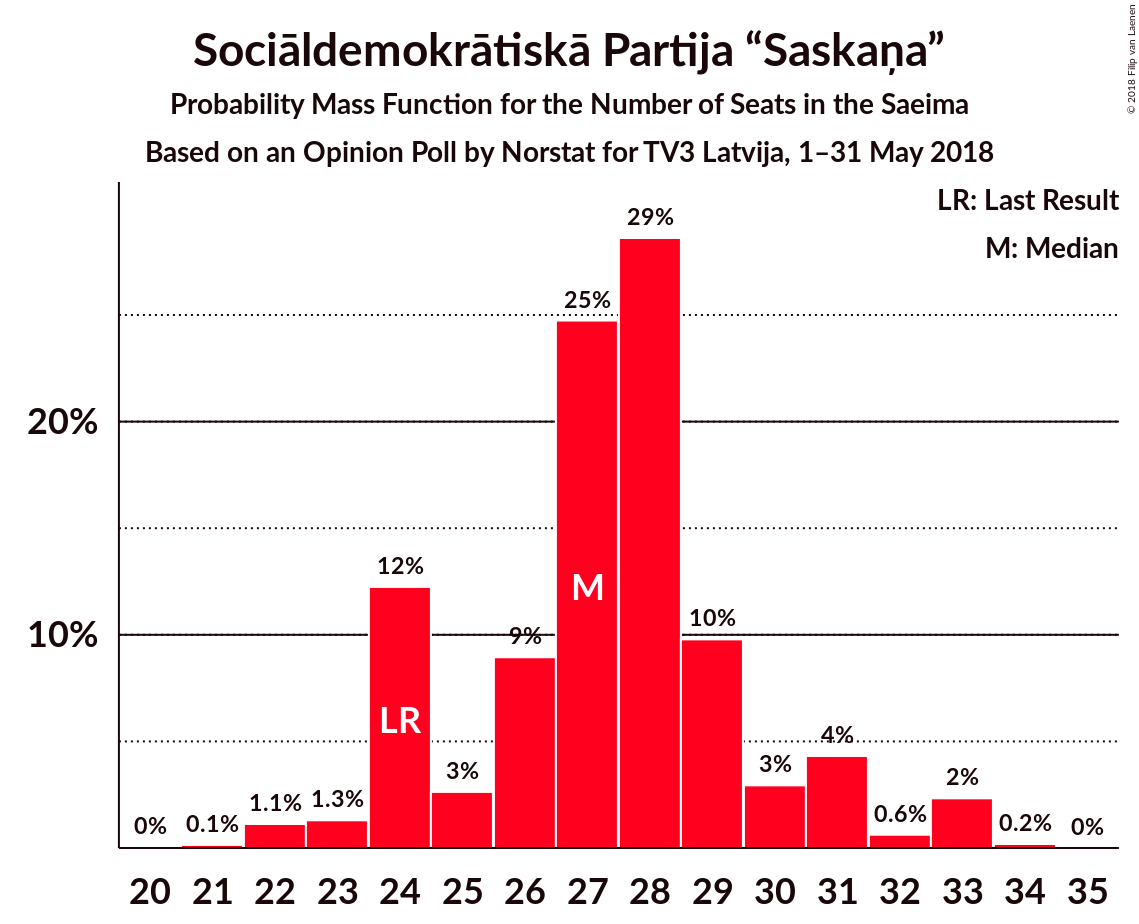 Sociāldemokrātiskā Partija “Saskaņa”
Probability Mass Function for the Number of Seats in the Saeima
Based on an Opinion Poll by Norstat for TV3 Latvija, 1–31 May 2018
© 2018 Filip van Laenen
LR: Last Result
M: Median
29%
25%
20%
12%
M
10%
10%
9%
LR
4%
3%
3%
2%
1.1%
1.3%
0.6%
0%
0.1%
0.2%
0%
20 21 22 23 24 25 26 27 28 29 30 31 32 33 34 35